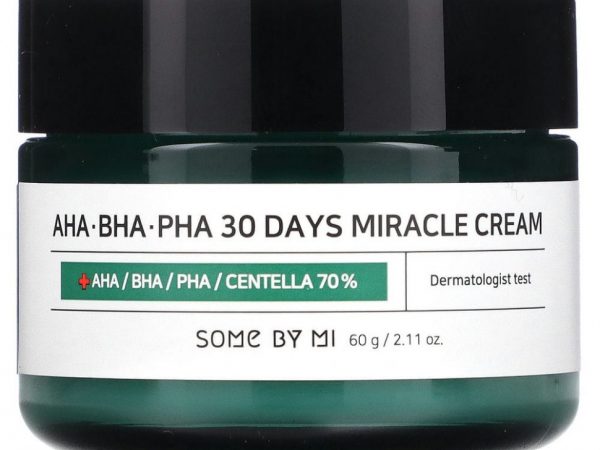 AHA·BHA·PHA 30 DAYS MIRACLE CREAM
+AHA / BHA / PHA / CENTELLA 70%
Dermatologist test
SOME BY MI 60 g / 2.11 oz.